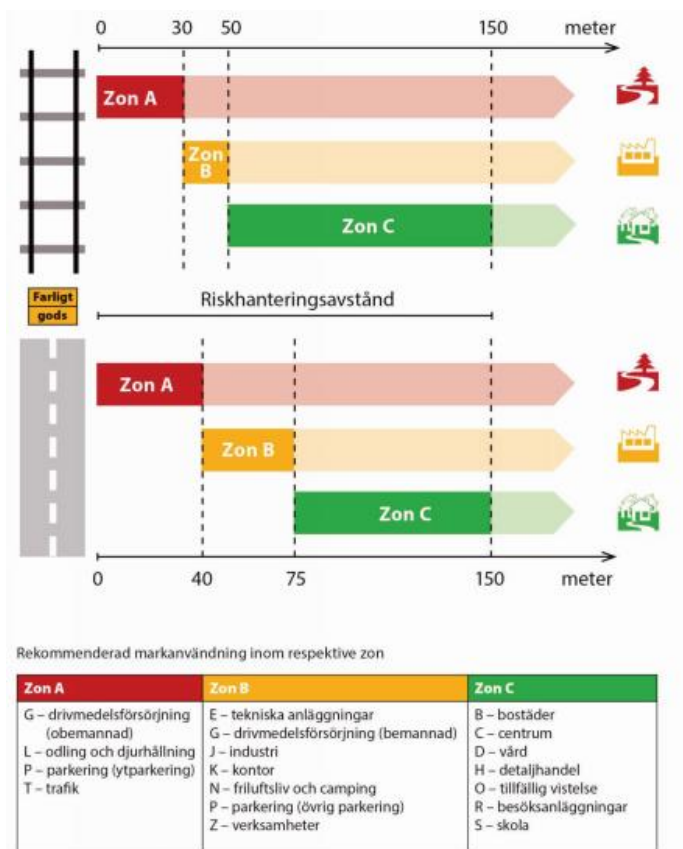 0 30 50 150 meter
Zon A
Zon
B
Zon C
Farligt
gods
Riskhanteringsavstånd
Zon A
Zon B
Zon C
0 40 75 150 meter
Rekommenderad markanvändning inom respektive zon
Zon A
G – drivmedelsförsörjning
(obemannad)
L – odling och djurhållning
P – parkering (ytparkering)
T – trafik
Zon B
E – tekniska anläggningar
G – drivmedelsförsörjning (bemannad)
J – industri
K – kontor
N – friluftsliv och camping
P – parkering (övrig parkering)
Z – verksamheter
Zon C
B – bostäder
C – centrum
D – vård
H – detaljhandel
O – tillfällig vistelse
R – besöksanläggningar
S – skola